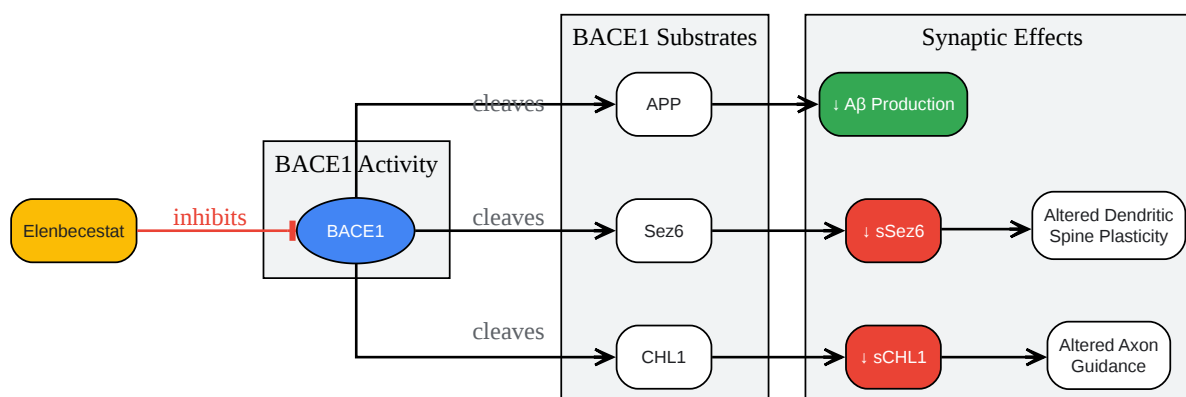 BACE1 Substrates
Synaptic Effects
cleaves
APP
↓ Aβ Production
BACE1 Activity
Elenbecestat
inhibits
BACE1
cleaves
Sez6
↓ sSez6
Altered Dendritic
Spine Plasticity
cleaves
CHL1
↓ sCHL1
Altered Axon
Guidance